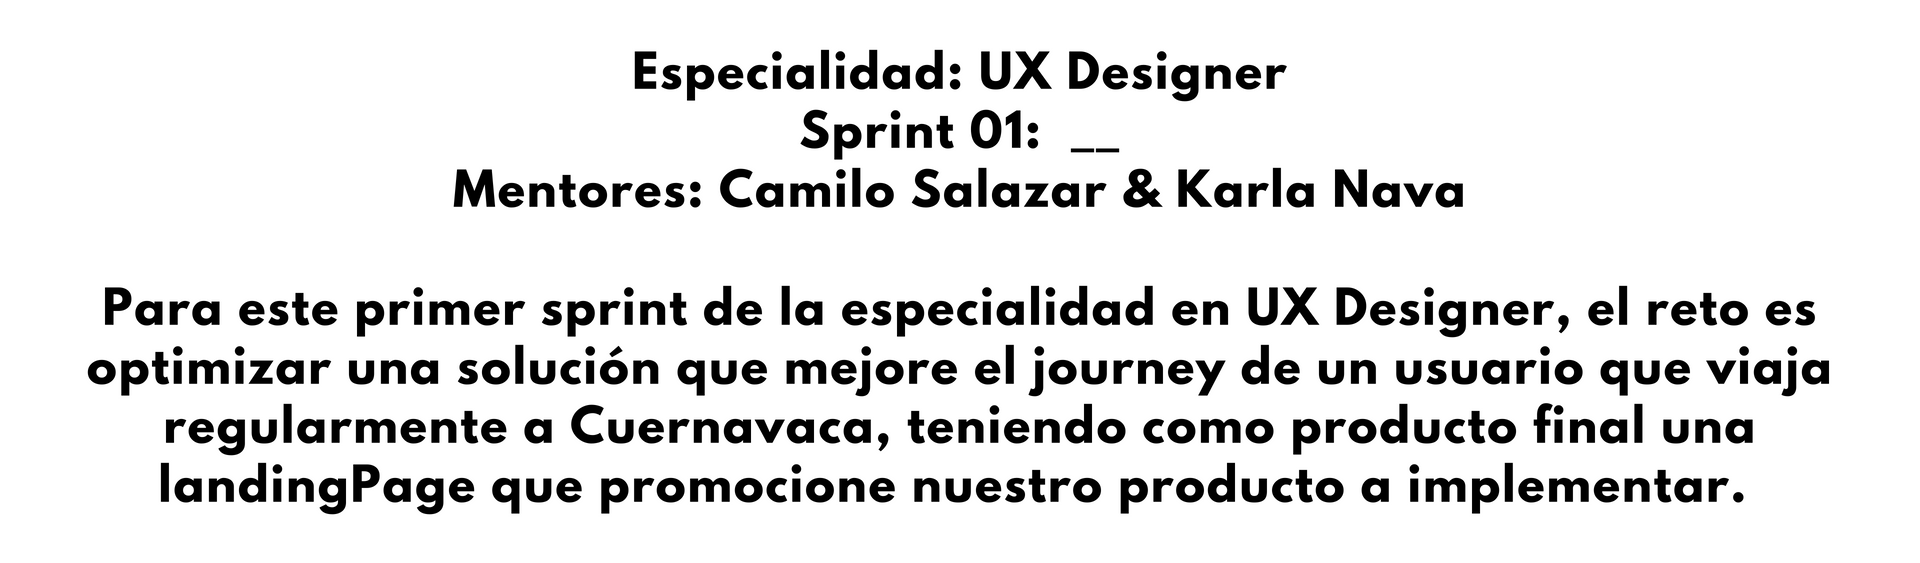 Especialidad: UX Designer
Sprint 01: __
Mentores: Camilo Salazar & Karla Nava
Para este primer sprint de la especialidad en UX Designer, el reto es
optimizar una solución que mejore el journey de un usuario que viaja
regularmente a Cuernavaca, teniendo como producto final una
landingPage que promocione nuestro producto a implementar.